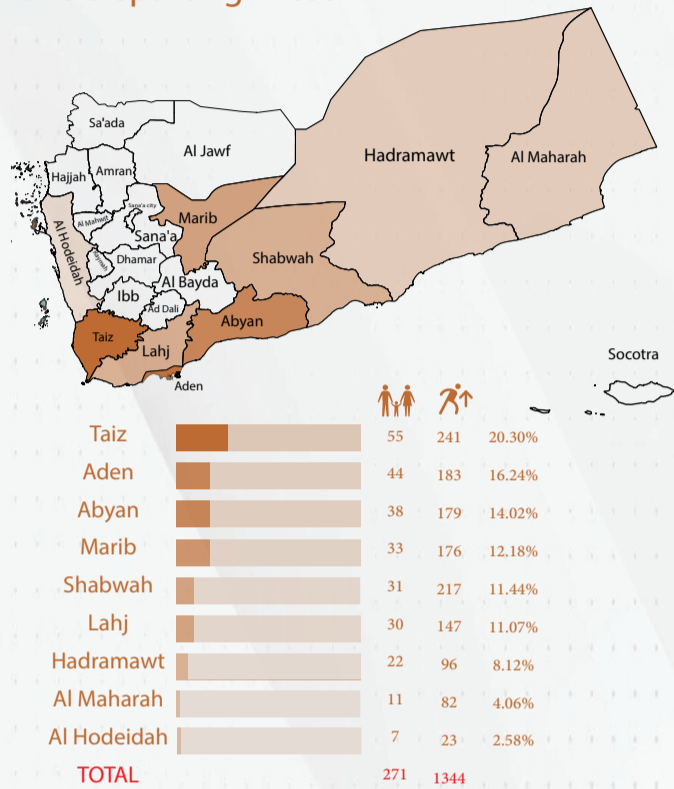 Sa'ada
Al Jawf
Hajjah
Amran
Hadramawt
Al Maharah
Sana'a city
Marib
Al Mahwit
Al Hodeidah
Sana'a
Dhamar
Shabwah
Al Bayda
Ibb
Ad Dali
Abyan
Taiz
Lahj
Aden
Socotra
Taiz 55 241 20.30%
Aden 44 183 16.24%
Abyan 38 179 14.02%
Marib 33 176 12.18%
Shabwah 31 217 11.44%
Lahj 30 147 11.07%
Hadramawt 22 96 8.12%
Al Maharah 11 82 4.06%
Al Hodeidah 7 23 2.58%
TOTAL 271 1344